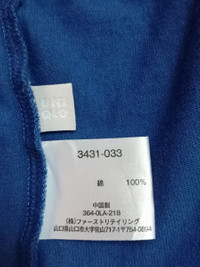 UNI
QLO
3431-033
綿 100%
中国製
364-0LA-21B
(株)ファーストリテイリング
山口県山口市大字佐山717-1〒754-0894